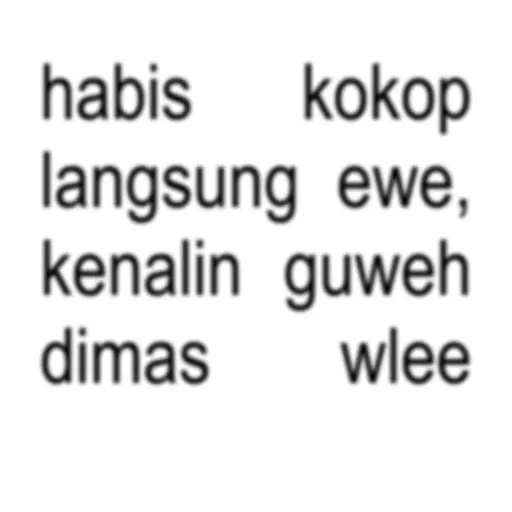 habis kokop
langsung ewe,
kenalin guweh
dimas wlee